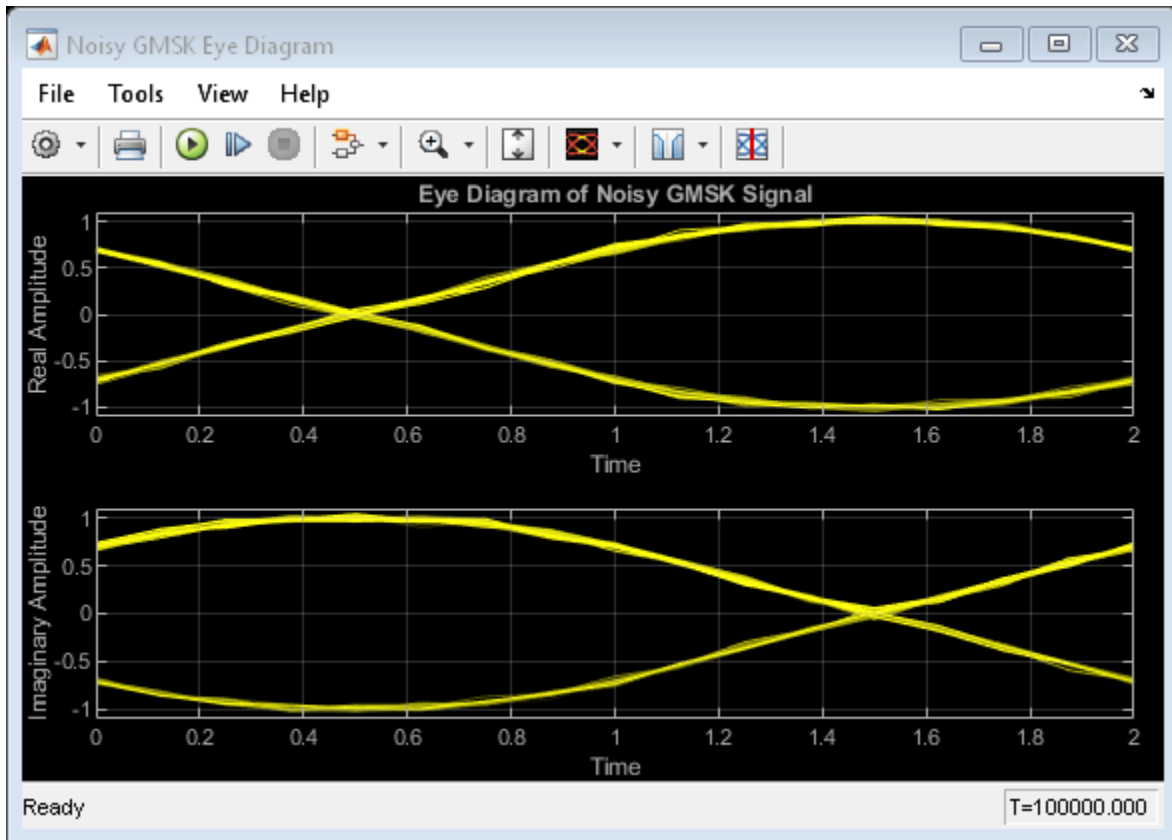 Noisy GMSK Eye Diagram
File Tools View Help
Eye Diagram of Noisy GMSK Signal
Real Amplitude
1
0.5
0
-0.5
-1
0 0.2 0.4 0.6 0.8 1 1.2 1.4 1.6 1.8 2
Time
Imaginary Amplitude
1
0.5
0
-0.5
-1
0 0.2 0.4 0.6 0.8 1 1.2 1.4 1.6 1.8 2
Time
Ready T=100000.000